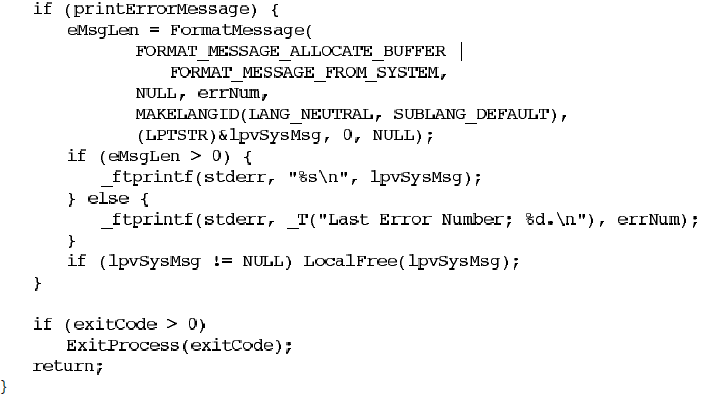 if (printErrorMessage) {
eMsgLen = FormatMessage(
FORMAT_MESSAGE_ALLOCATE_BUFFER |
FORMAT_MESSAGE_FROM_SYSTEM,
NULL, errNum,
MAKELANGID(LANG_NEUTRAL, SUBLANG_DEFAULT),
(LPTSTR)&lpvSysMsg, 0, NULL);
if (eMsgLen > 0) {
_ftprintf(stderr, "%s\n", lpvSysMsg);
} else {
_ftprintf(stderr, _T("Last Error Number; %d.\n"), errNum);
}
if (lpvSysMsg != NULL) LocalFree(lpvSysMsg);
}
if (exitCode > 0)
ExitProcess(exitCode);
return;
}